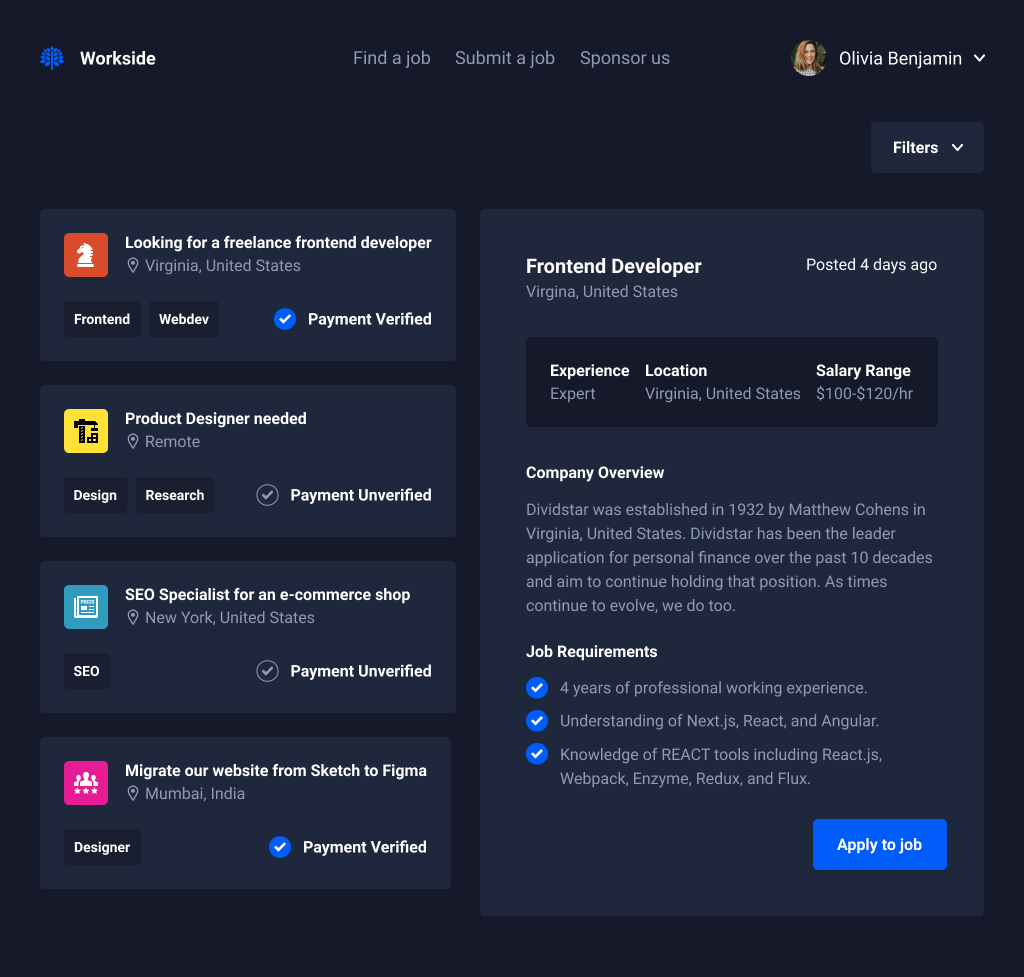 Workside
Find a job
Submit a job
Sponsor us
Olivia Benjamin
Filters
Looking for a freelance frontend developer
Virginia, United States
Frontend
Webdev
Payment Verified
Product Designer needed
Remote
Design
Research
Payment Unverified
PRESS
SEO Specialist for an e-commerce shop
New York, United States
SEO
Payment Unverified
Migrate our website from Sketch to Figma
Mumbai, India
Designer
Payment Verified
Frontend Developer
Posted 4 days ago
Virgina, United States
Experience
Location
Salary Range
Expert
Virginia, United States
$100-$120/hr
Company Overview
Dividstar was established in 1932 by Matthew Cohens in
Virginia, United States. Dividstar has been the leader
application for personal finance over the past 10 decades
and aim to continue holding that position. As times
continue to evolve, we do too.
Job Requirements
4 years of professional working experience.
Understanding of Next.js, React, and Angular.
Knowledge of REACT tools including React.js,
Webpack, Enzyme, Redux, and Flux.
Apply to job